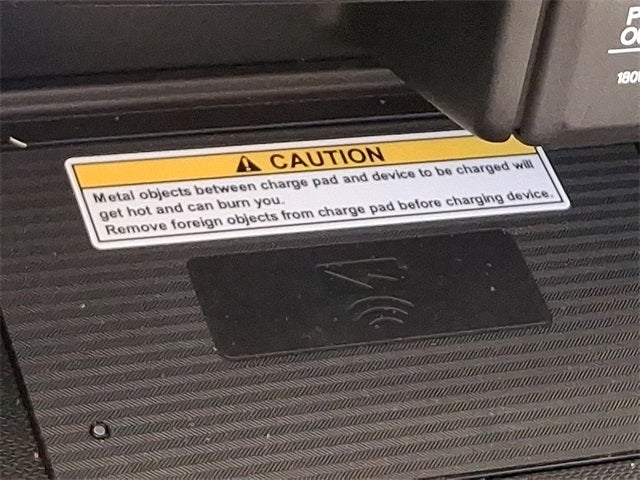 CAUTION
Metal objects between charge pad and device to be charged will
get hot and can burn you.
Remove foreign objects from charge pad before charging device.